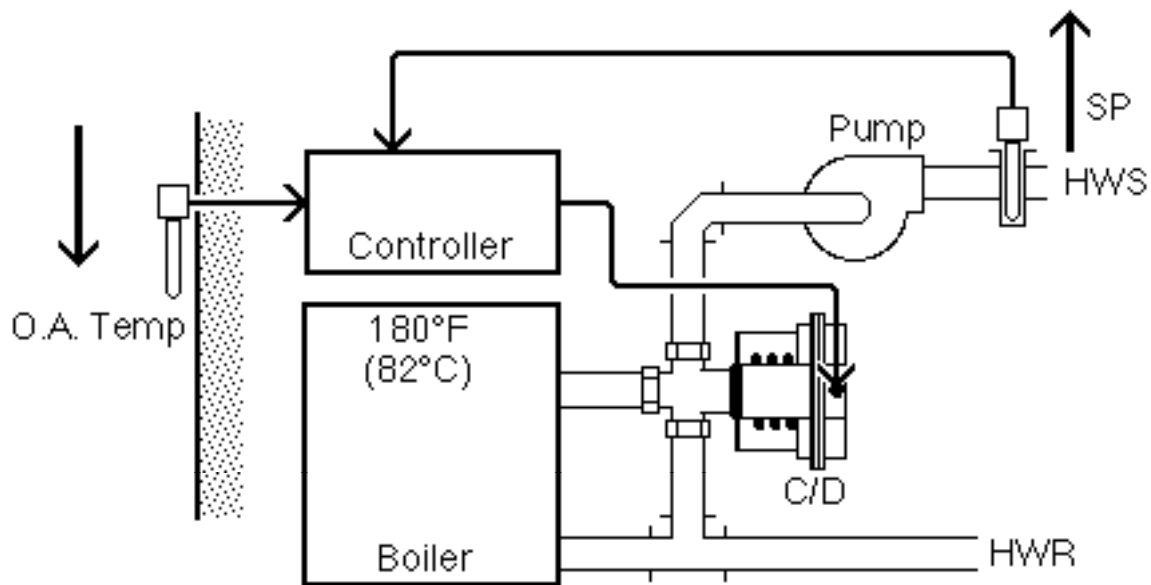 SP
Pump
HWS
Controller
O.A. Temp
180°F
(82°C)
C/D
Boiler
HWR